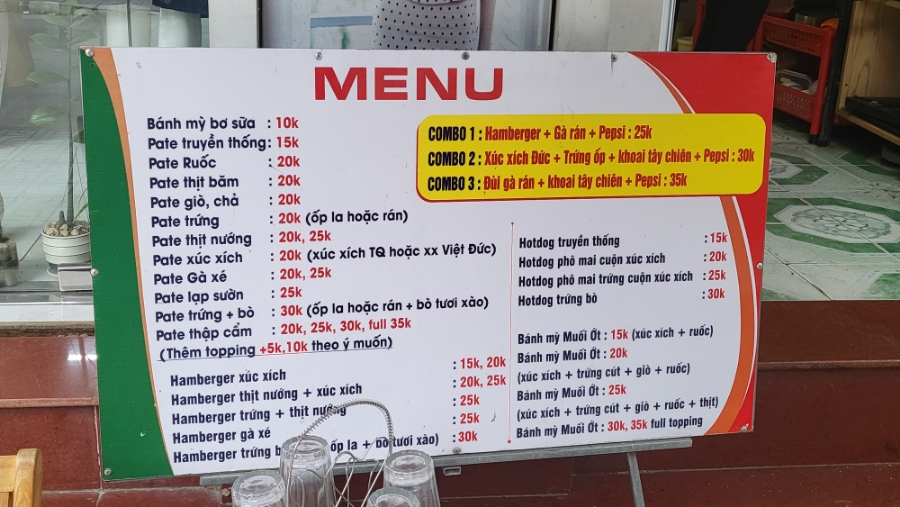 MENU
Bánh mỳ bơ sữa : 10k
Pate truyền thống: 15k
Pate Ruốc : 20k
Pate thịt băm : 20k
Pate giò, chả : 20k
Pate trứng : 20k (ốp la hoặc rán)
Pate thịt nướng : 20k, 25k
Pate xúc xích : 20k (xúc xích TQ hoặc xx Việt Đức)
Pate Gà xé : 20k, 25k
Pate lạp sườn : 25k
Pate trứng + bò : 30k (ốp la hoặc rán + bò tươi xào)
Pate thập cẩm : 20k, 25k, 30k, full 35k
(Thêm topping +5k,10k theo ý muốn)
Hamberger xúc xích : 15k, 20k
Hamberger thịt nướng + xúc xích : 20k, 25k
Hamberger trứng + thịt nướng : 25k
Hamberger gà xé : 25k
Hamberger trứng ốp la + bò tươi xào) : 30k
COMBO 1 : Hamberger + Gà rán + Pepsi : 25k
COMBO 2 : Xúc xích Đức + Trứng ốp + khoai tây chiên + Pepsi : 30k
COMBO 3 : Đùi gà rán + khoai tây chiên + Pepsi : 35k
Hotdog truyền thống : 15k
Hotdog phô mai cuộn xúc xích : 20k
Hotdog phô mai trứng cuộn xúc xích : 25k
Hotdog trứng bò : 30k
Bánh mỳ Muối Ớt : 15k (xúc xích + ruốc)
Bánh mỳ Muối Ớt : 20k
(xúc xích + trứng cút + giò + ruốc)
Bánh mỳ Muối Ớt : 25k
(xúc xích + trứng cút + giò + ruốc + thịt)
Bánh mỳ Muối Ớt : 30k, 35k full topping